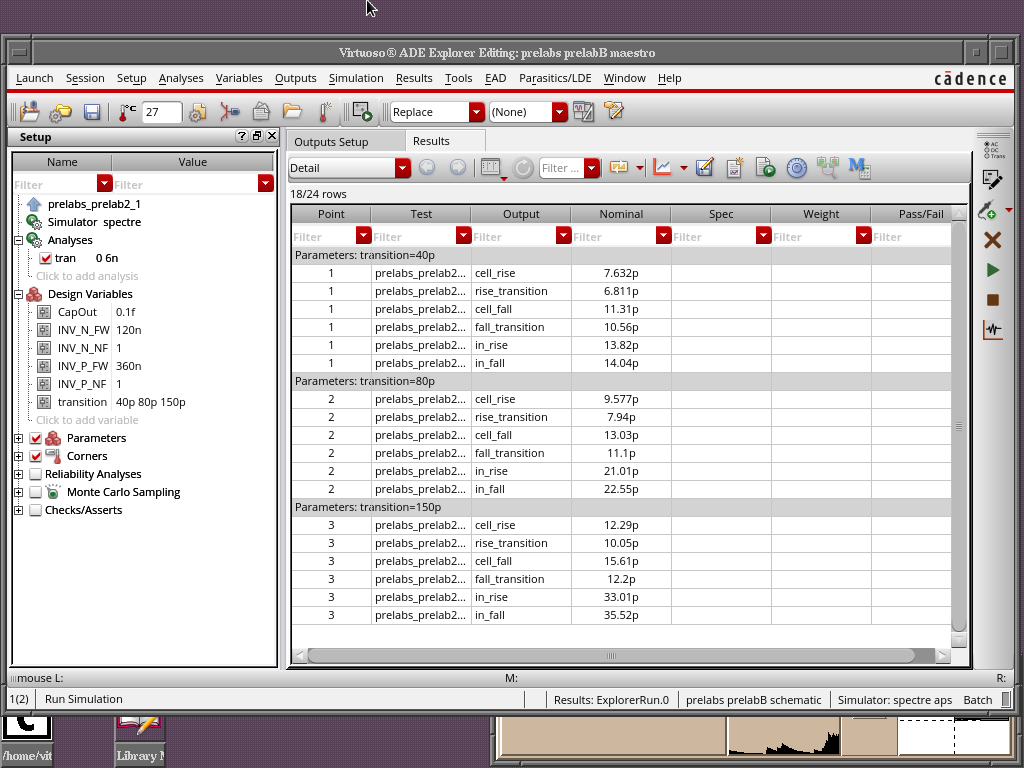 Virtuoso® ADE Explorer Editing: prelabs prelabB maestro
Launch Session Setup Analyses Variables Outputs Simulation Results Tools EAD Parasitics/LDE Window Help cādence
°C 27 Replace (None)
Setup
Name Value
Filter Filter
prelabs_prelab2_1
Simulator spectre
Analyses
tran 0 6n
Click to add analysis
Design Variables
CapOut 0.1f
INV_N_FW 120n
INV_N_NF 1
INV_P_FW 360n
INV_P_NF 1
transition 40p 80p 150p
Click to add variable
Parameters
Corners
Reliability Analyses
Monte Carlo Sampling
Checks/Asserts
Outputs Setup Results
Detail Filter ...
18/24 rows
Point Test Output Nominal Spec Weight Pass/Fail
Filter Filter Filter Filter Filter Filter Filter
Parameters: transition=40p
1 prelabs_prelab2... cell_rise 7.632p
1 prelabs_prelab2... rise_transition 6.811p
1 prelabs_prelab2... cell_fall 11.31p
1 prelabs_prelab2... fall_transition 10.56p
1 prelabs_prelab2... in_rise 13.82p
1 prelabs_prelab2... in_fall 14.04p
Parameters: transition=80p
2 prelabs_prelab2... cell_rise 9.577p
2 prelabs_prelab2... rise_transition 7.94p
2 prelabs_prelab2... cell_fall 13.03p
2 prelabs_prelab2... fall_transition 11.1p
2 prelabs_prelab2... in_rise 21.01p
2 prelabs_prelab2... in_fall 22.55p
Parameters: transition=150p
3 prelabs_prelab2... cell_rise 12.29p
3 prelabs_prelab2... rise_transition 10.05p
3 prelabs_prelab2... cell_fall 15.61p
3 prelabs_prelab2... fall_transition 12.2p
3 prelabs_prelab2... in_rise 33.01p
3 prelabs_prelab2... in_fall 35.52p
AC
DC
Trans
mouse L: M: R:
1(2) Run Simulation Results: ExplorerRun.0 prelabs prelabB schematic Simulator: spectre aps Batch
/home/vit Library